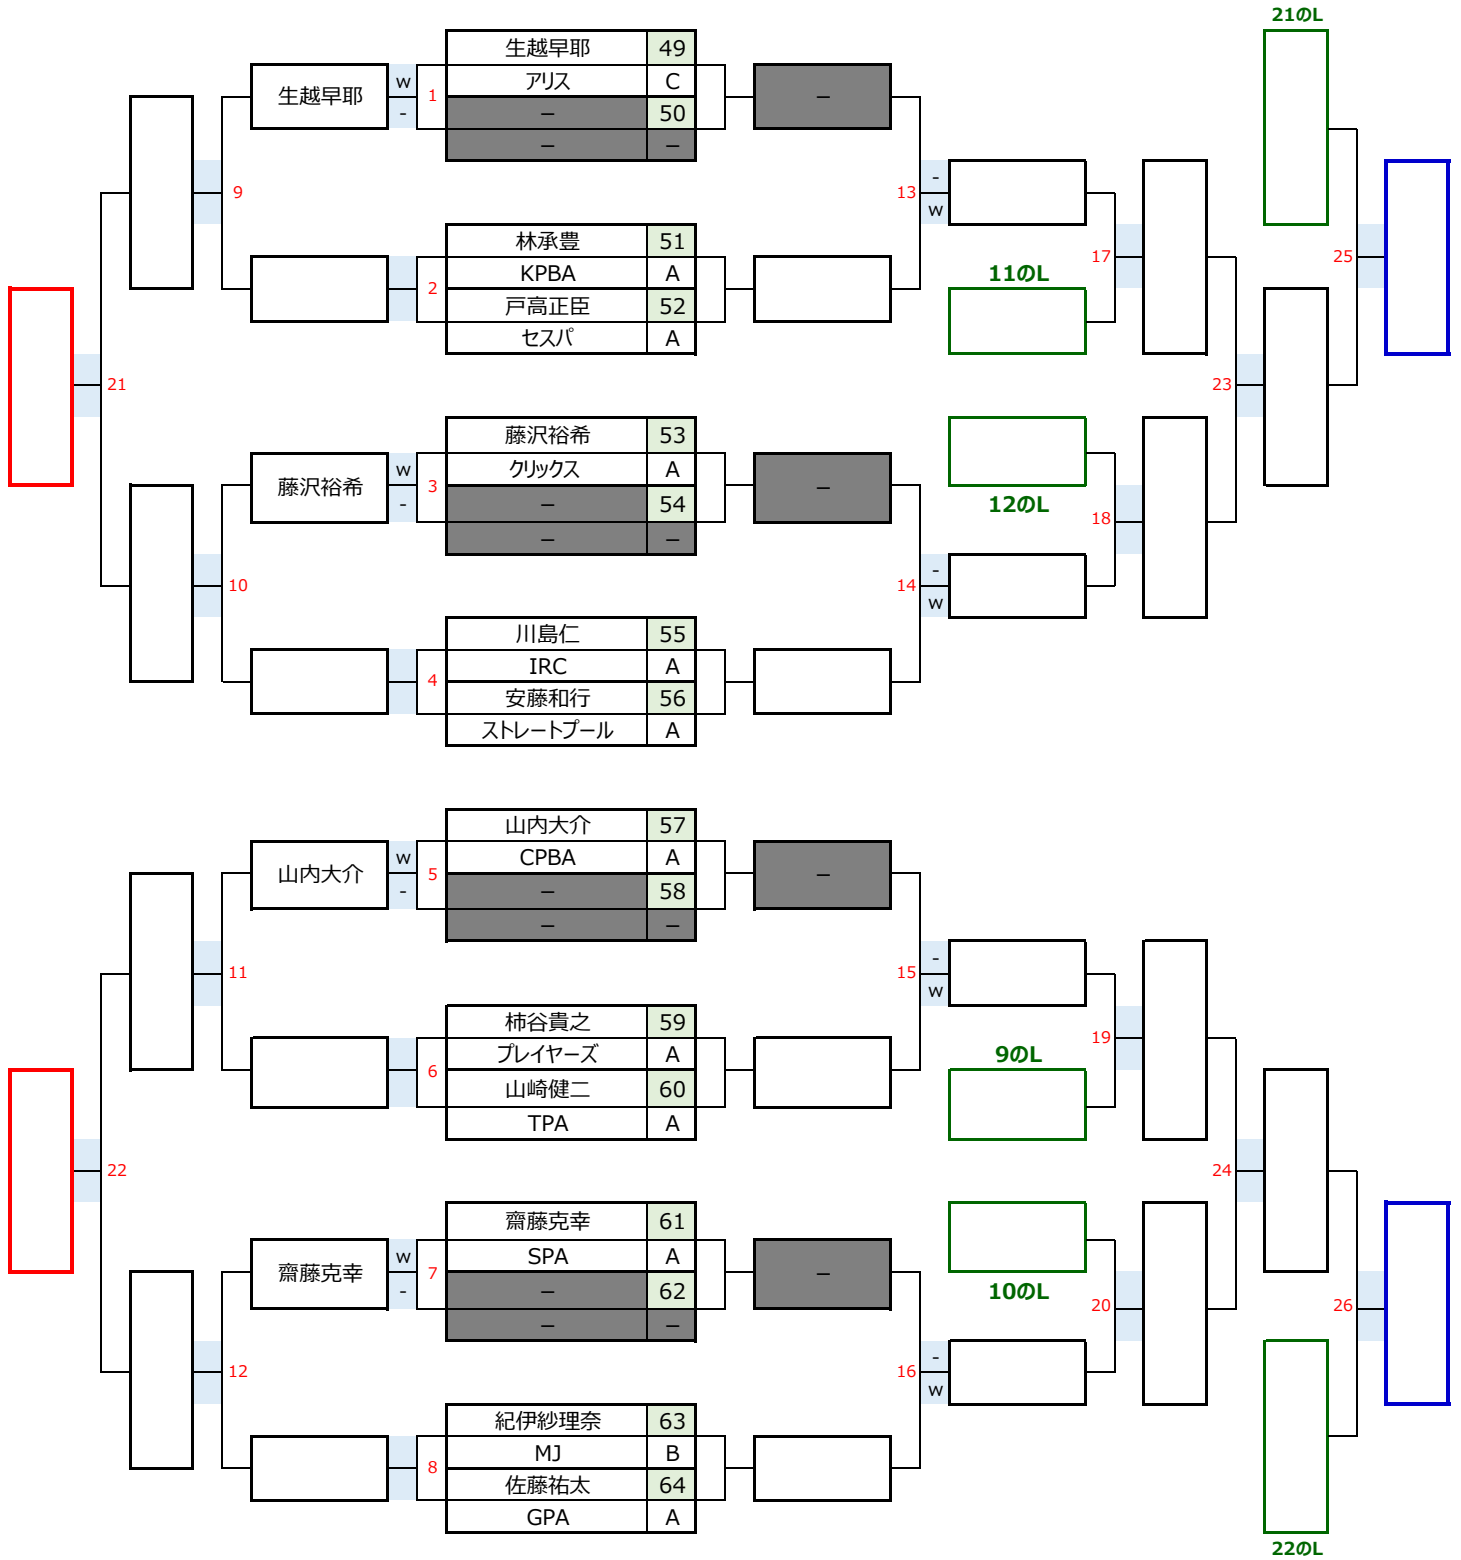 21のL
生越早耶 49
生越早耶 w 1 アリス C –
- – 50
– –
9 13 -
w
林承豊 51
17 25
KPBA A 11のL
2 戸高正臣 52
セスパ A
21 23
藤沢裕希 53
藤沢裕希 w 3 クリックス A –
- – 54 12のL 18
– –
10 14 -
w
川島仁 55
IRC A
4 安藤和行 56
ストレートプール A
山内大介 57
山内大介 w 5 CPBA A –
- – 58
– –
11 15 -
w
柿谷貴之 59
プレイヤーズ A 9のL 19
6 山崎健二 60
TPA A
22 24
齋藤克幸 61
齋藤克幸 w 7 SPA A –
- – 62 10のL 20 26
– –
12 16 -
w
紀伊紗理奈 63
MJ B
8 佐藤祐太 64
GPA A
22のL